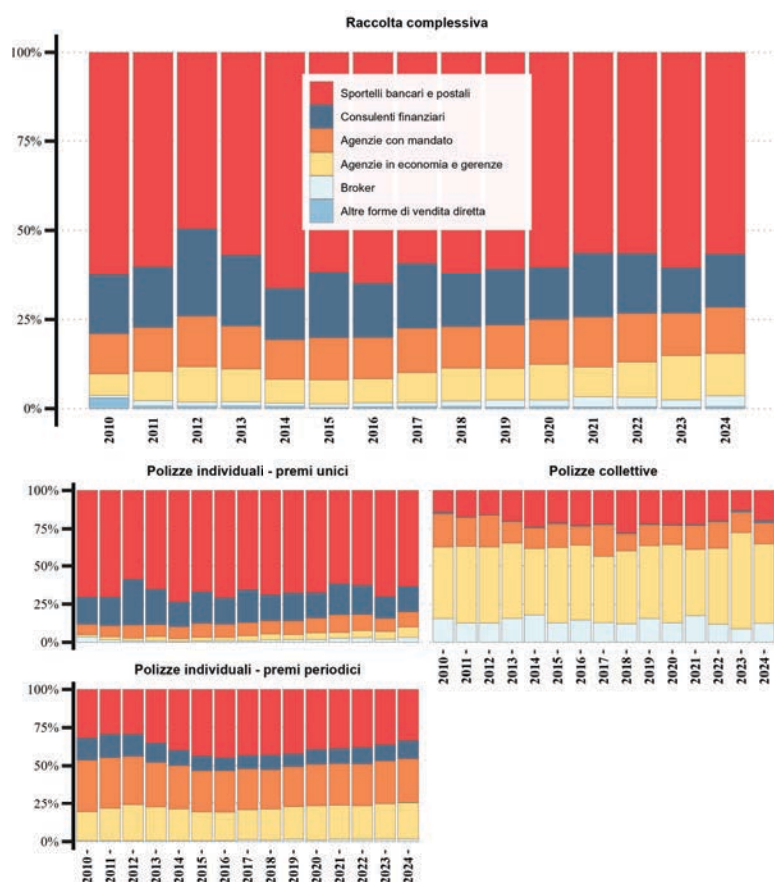 Raccolta complessiva
100%
75%
50%
25%
0%
Sportelli bancari e postali
Consulenti finanziari
Agenzie con mandato
Agenzie in economia e gerenze
Broker
Altre forme di vendita diretta
2010 2011 2012 2013 2014 2015 2016 2017 2018 2019 2020 2021 2022 2023 2024
Polizze individuali - premi unici
100%
75%
50%
25%
0%
2010 - 2011 - 2012 - 2013 - 2014 - 2015 - 2016 - 2017 - 2018 - 2019 - 2020 - 2021 - 2022 - 2023 - 2024 -
Polizze collettive
2010 - 2011 - 2012 - 2013 - 2014 - 2015 - 2016 - 2017 - 2018 - 2019 - 2020 - 2021 - 2022 - 2023 - 2024 -
Polizze individuali - premi periodici
100%
75%
50%
25%
0%
2010 - 2011 - 2012 - 2013 - 2014 - 2015 - 2016 - 2017 - 2018 - 2019 - 2020 - 2021 - 2022 - 2023 - 2024 -